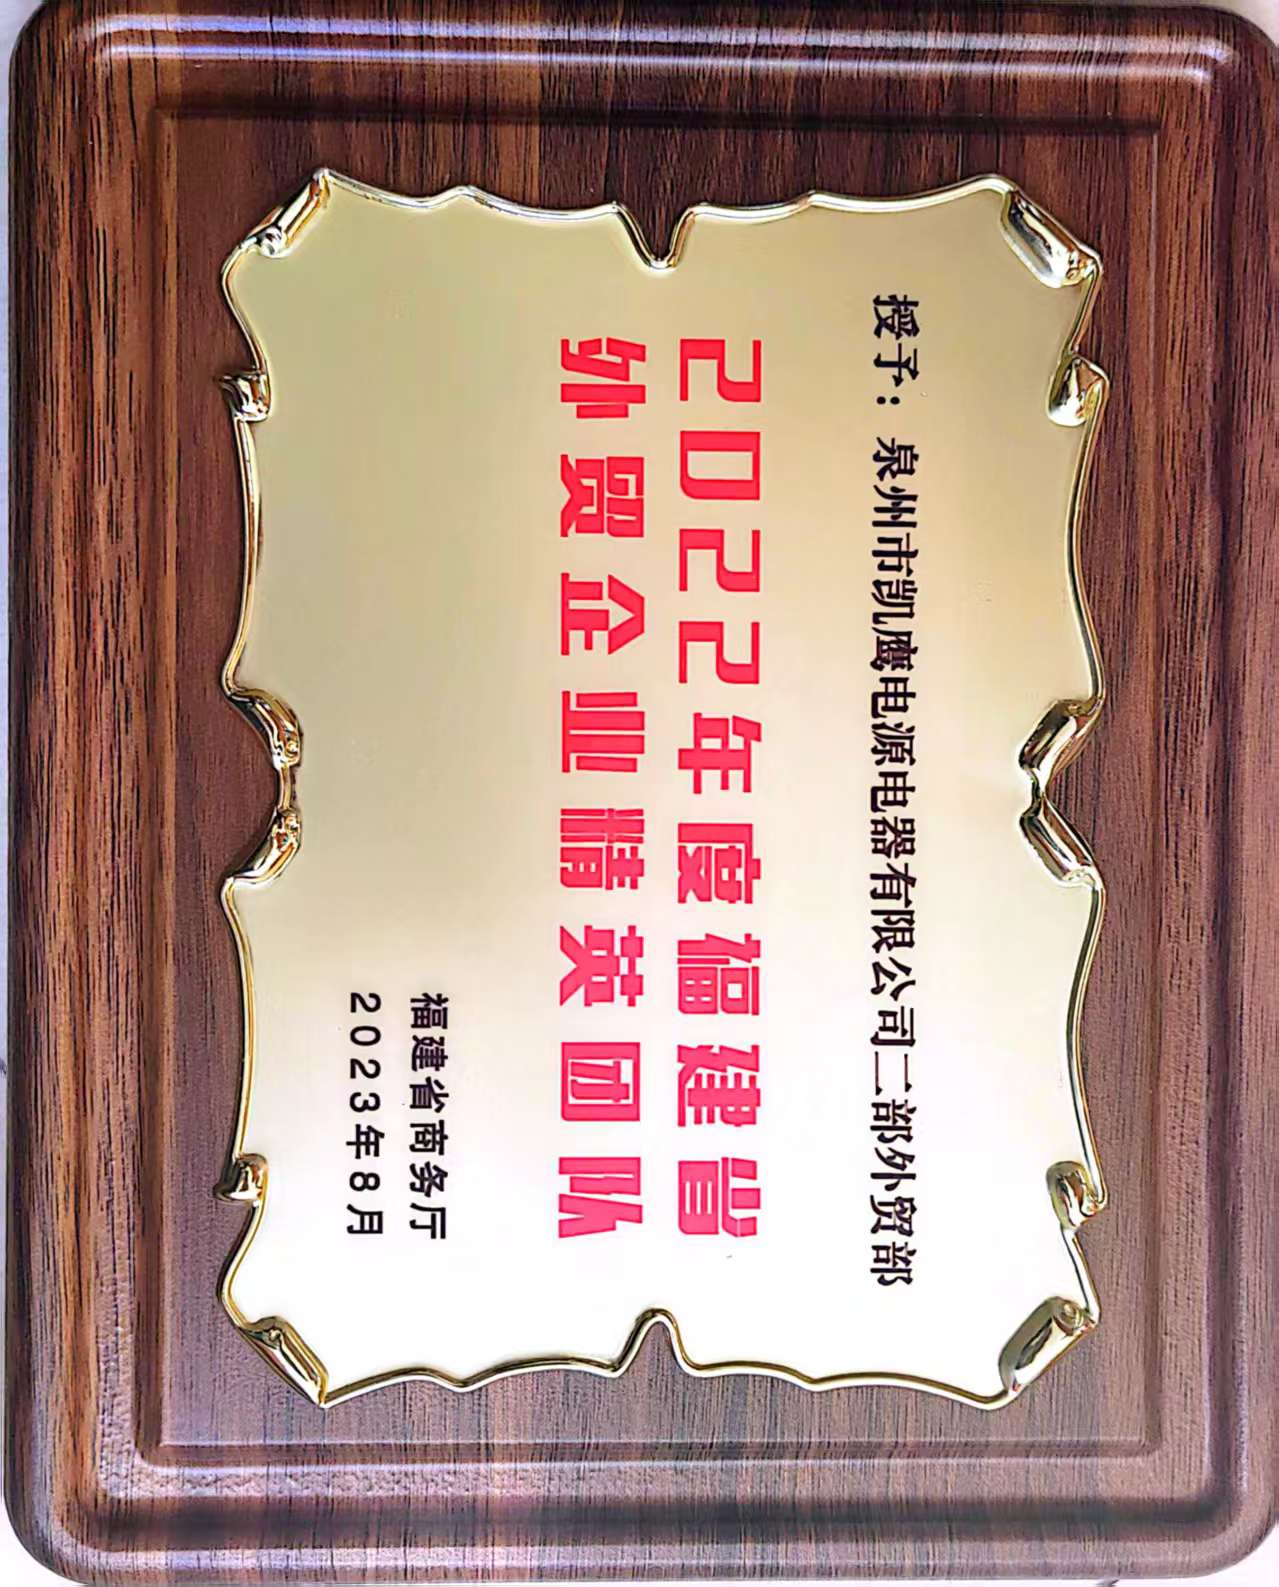 授予：泉州市凯鹰电源电器有限公司二部外贸部
2022年度福建省
外贸企业精英团队
福建省商务厅
2023年8月